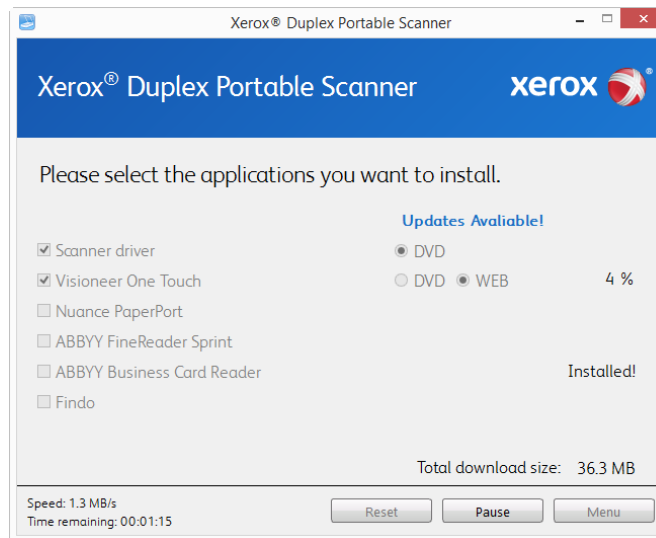 Xerox® Duplex Portable Scanner
Xerox® Duplex Portable Scanner
xerox ®
Please select the applications you want to install.
Updates Avaliable!
Scanner driver DVD
Visioneer One Touch DVD WEB 4 %
Nuance PaperPort
ABBYY FineReader Sprint
ABBYY Business Card Reader Installed!
Findo
Total download size: 36.3 MB
Speed: 1.3 MB/s
Time remaining: 00:01:15
Reset Pause Menu